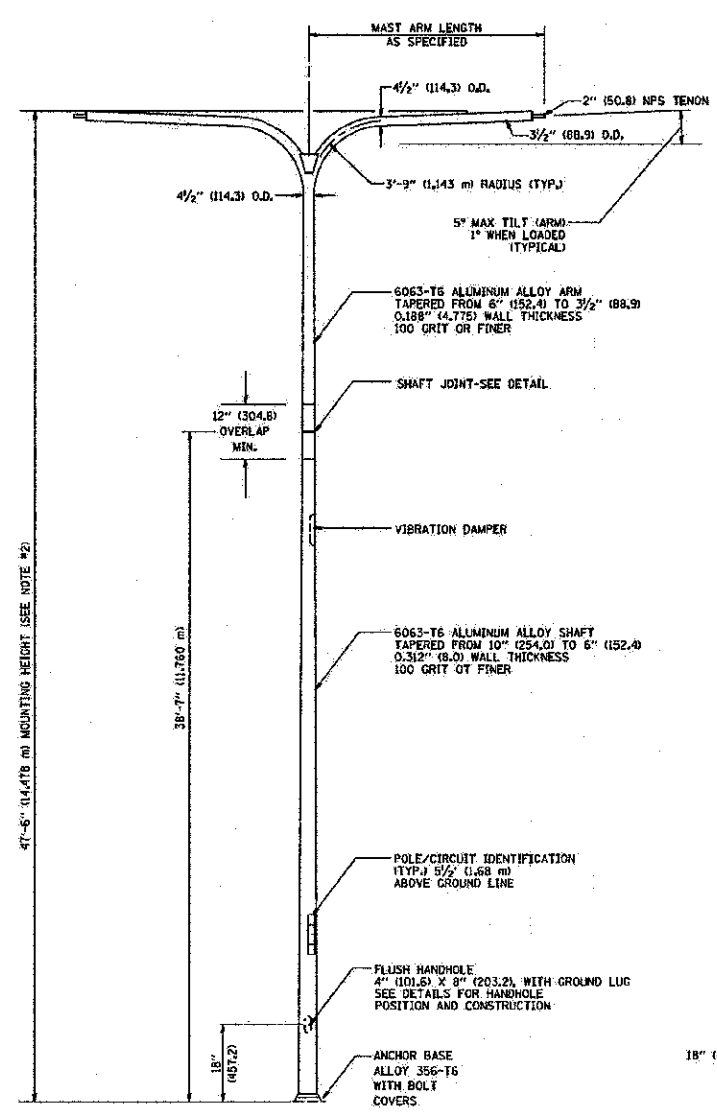 MAST ARM LENGTH
AS SPECIFIED
4½" (114.3) O.D.
2" (50.8) NPS TENON
3½" (88.9) O.D.
3'-9" (1.143 m) RADIUS (TYP.)
4½" (114.3) O.D.
5° MAX TILT (ARM)
1° WHEN LOADED
(TYPICAL)
6063-T6 ALUMINUM ALLOY ARM
TAPERED FROM 6" (152.4) TO 3½" (88.9)
0.188" (4.775) WALL THICKNESS
100 GRIT OR FINER
SHAFT JOINT-SEE DETAIL
12" (304.8)
OVERLAP
MIN.
VIBRATION DAMPER
47'-6" (14.478 m) MOUNTING HEIGHT (SEE NOTE #2)
38'-7" (11.760 m)
6063-T6 ALUMINUM ALLOY SHAFT
TAPERED FROM 10" (254.0) TO 6" (152.4)
0.312" (8.0) WALL THICKNESS
100 GRIT OT FINER
POLE/CIRCUIT IDENTIFICATION
(TYP.) 5½' (1.68 m)
ABOVE GROUND LINE
FLUSH HANDHOLE
4" (101.6) X 8" (203.2), WITH GROUND LUG
SEE DETAILS FOR HANDHOLE
POSITION AND CONSTRUCTION
18"
(457.2)
ANCHOR BASE
ALLOY 356-T6
WITH BOLT
COVERS
18" (